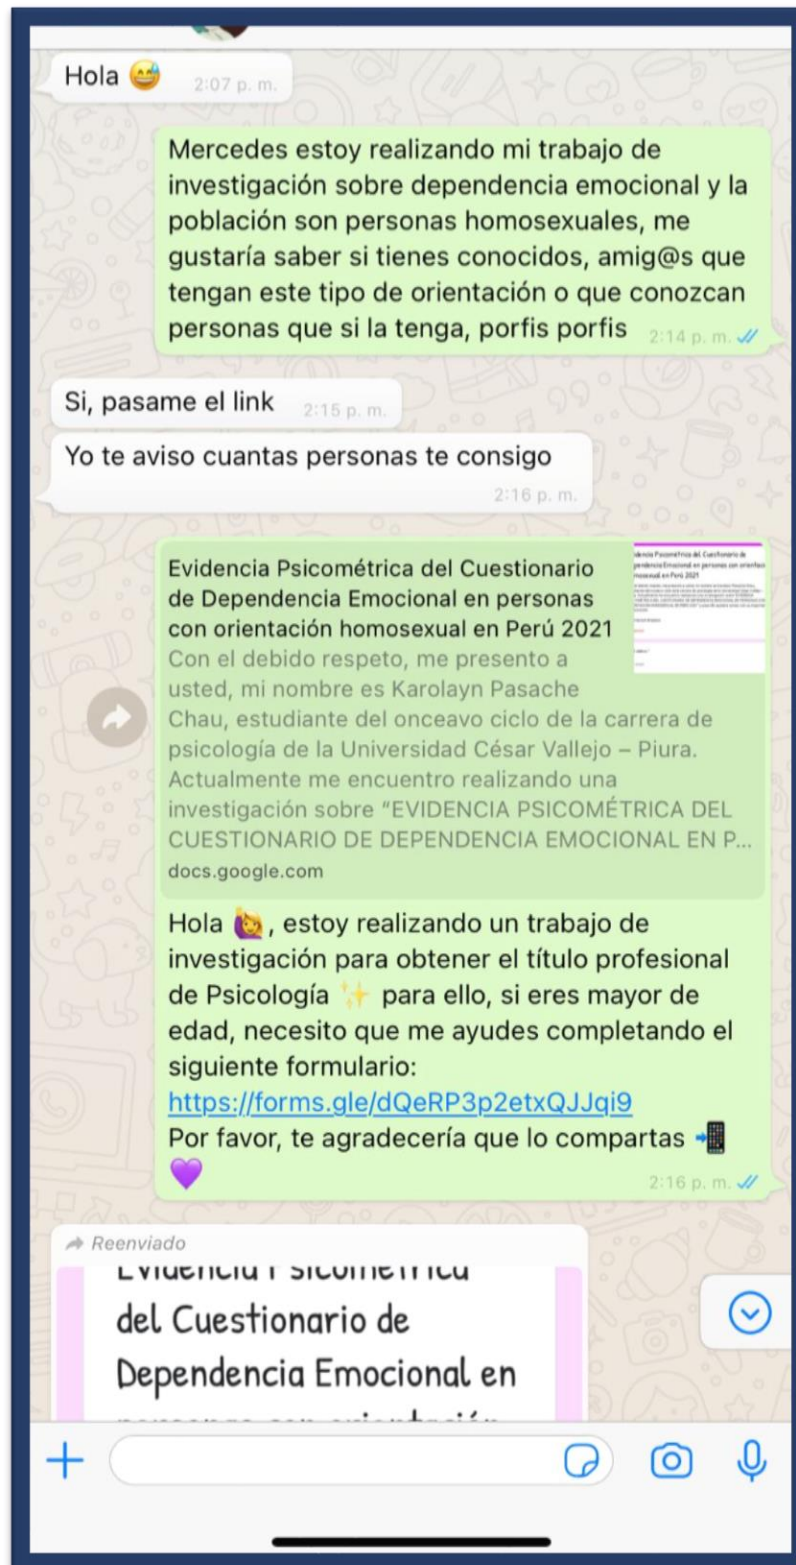 Hola 😅 2:07 p. m.
Mercedes estoy realizando mi trabajo de
investigación sobre dependencia emocional y la
población son personas homosexuales, me
gustaría saber si tienes conocidos, amig@s que
tengan este tipo de orientación o que conozcan
personas que si la tenga, porfis porfis 2:14 p. m.
Si, pasame el link 2:15 p. m.
Yo te aviso cuantas personas te consigo
2:16 p. m.
Evidencia Psicométrica del Cuestionario
de Dependencia Emocional en personas
con orientación homosexual en Perú 2021
Con el debido respeto, me presento a
usted, mi nombre es Karolayn Pasache
Chau, estudiante del onceavo ciclo de la carrera de
psicología de la Universidad César Vallejo – Piura.
Actualmente me encuentro realizando una
investigación sobre “EVIDENCIA PSICOMÉTRICA DEL
CUESTIONARIO DE DEPENDENCIA EMOCIONAL EN P...
docs.google.com
Hola 🙋‍♀️, estoy realizando un trabajo de
investigación para obtener el título profesional
de Psicología ✨ para ello, si eres mayor de
edad, necesito que me ayudes completando el
siguiente formulario:
https://forms.gle/dQeRP3p2etxQJJqi9
Por favor, te agradecería que lo compartas 📲
💜 2:16 p. m.
Reenviado
Evidencia Psicométrica
del Cuestionario de
Dependencia Emocional en